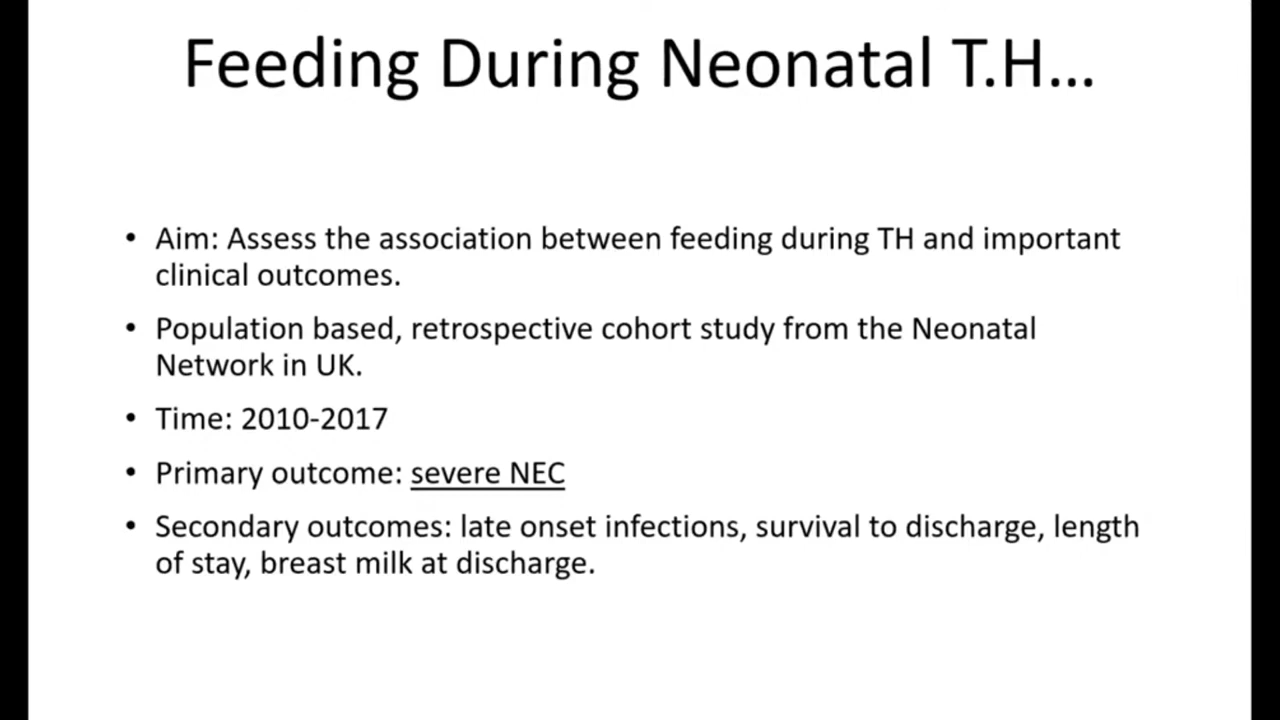 Feeding During Neonatal T.H...
• Aim: Assess the association between feeding during TH and important
clinical outcomes.
• Population based, retrospective cohort study from the Neonatal
Network in UK.
• Time: 2010-2017
• Primary outcome: severe NEC
• Secondary outcomes: late onset infections, survival to discharge, length
of stay, breast milk at discharge.